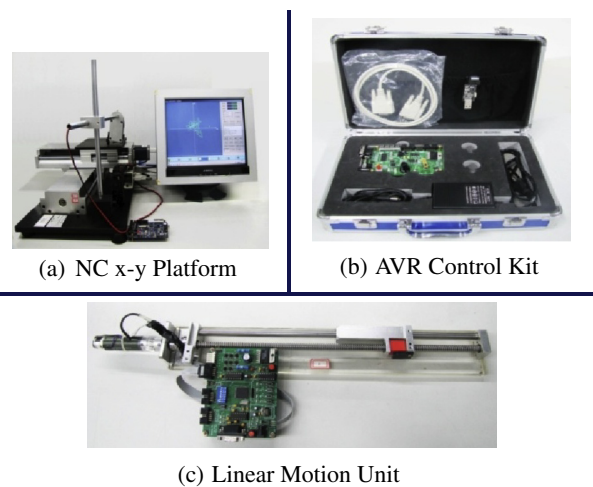 (a) NC x-y Platform
(b) AVR Control Kit
(c) Linear Motion Unit